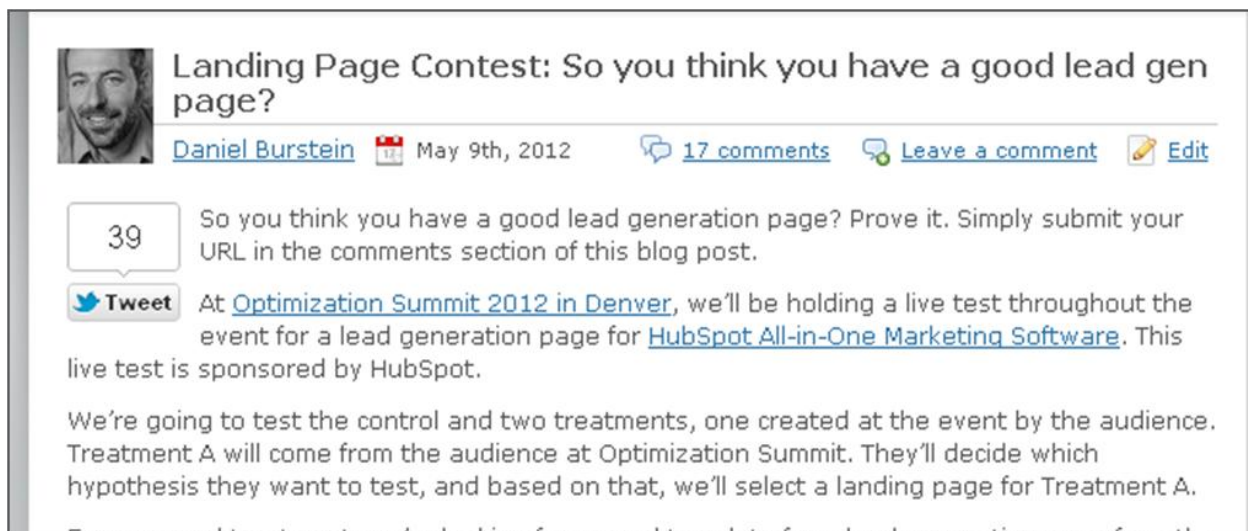 Landing Page Contest: So you think you have a good lead gen
page?
Daniel Burstein 12 May 9th, 2012 17 comments Leave a comment Edit
39
So you think you have a good lead generation page? Prove it. Simply submit your
URL in the comments section of this blog post.
Tweet
At Optimization Summit 2012 in Denver, we'll be holding a live test throughout the
event for a lead generation page for HubSpot All-in-One Marketing Software. This
live test is sponsored by HubSpot.
We're going to test the control and two treatments, one created at the event by the audience.
Treatment A will come from the audience at Optimization Summit. They'll decide which
hypothesis they want to test, and based on that, we'll select a landing page for Treatment A.